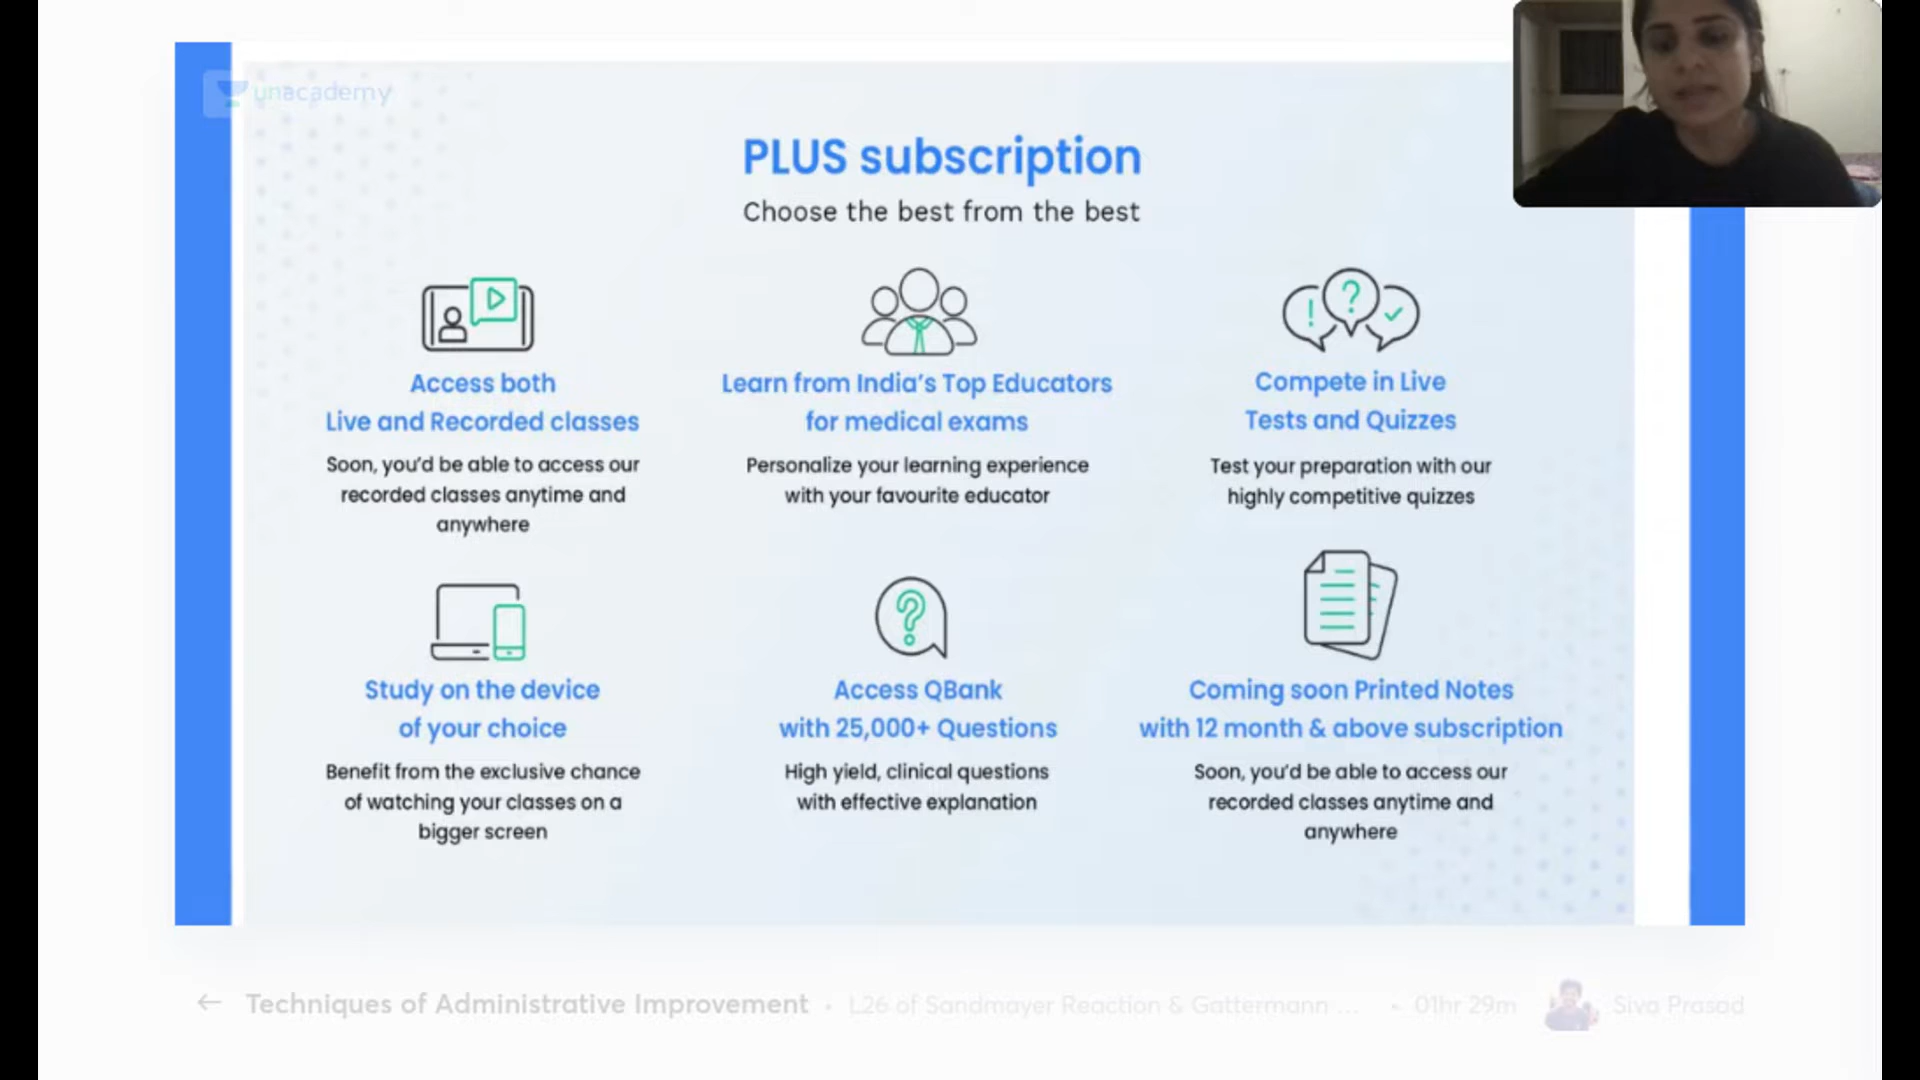 unacademy
PLUS subscription
Choose the best from the best
Access both
Live and Recorded classes
Soon, you'd be able to access our
recorded classes anytime and
anywhere
Learn from India's Top Educators
for medical exams
Personalize your learning experience
with your favourite educator
Compete in Live
Tests and Quizzes
Test your preparation with our
highly competitive quizzes
Study on the device
of your choice
Benefit from the exclusive chance
of watching your classes on a
bigger screen
Access QBank
with 25,000+ Questions
High yield, clinical questions
with effective explanation
Coming soon Printed Notes
with 12 month & above subscription
Soon, you'd be able to access our
recorded classes anytime and
anywhere
Techniques of Administrative Improvement • L26 of Sandmayer Reaction & Gattermann ... • 01hr 29m Siva Prasad